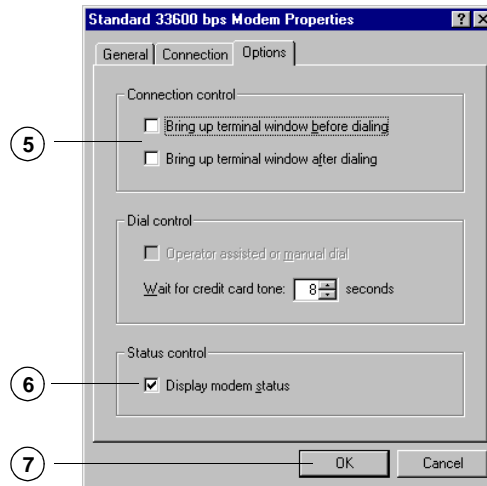 Standard 33600 bps Modem Properties
General Connection Options
Connection control
Bring up terminal window before dialing
5
Bring up terminal window after dialing
Dial control
Operator assisted or manual dial
Wait for credit card tone: 8 seconds
Status control
6 Display modem status
7 OK Cancel